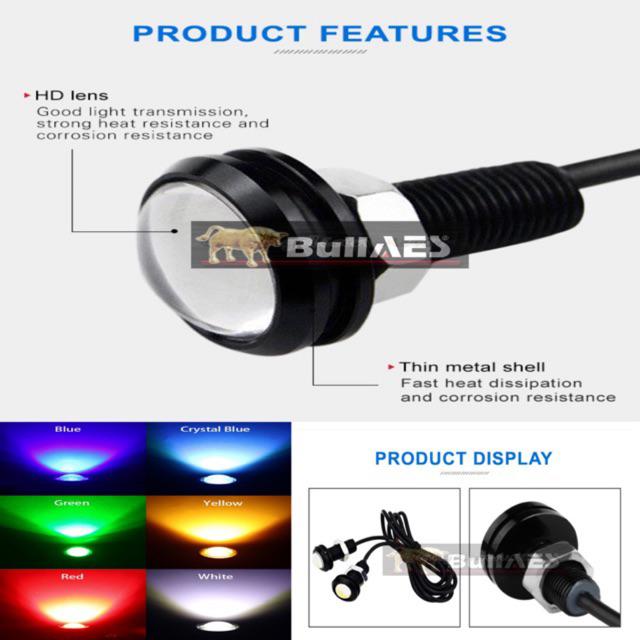 PRODUCT FEATURES
HD lens
Good light transmission,
strong heat resistance and
corrosion resistance
BullAES
Thin metal shell
Fast heat dissipation
and corrosion resistance
Blue
Crystal Blue
Green
Yellow
Red
White
PRODUCT DISPLAY
BullAES